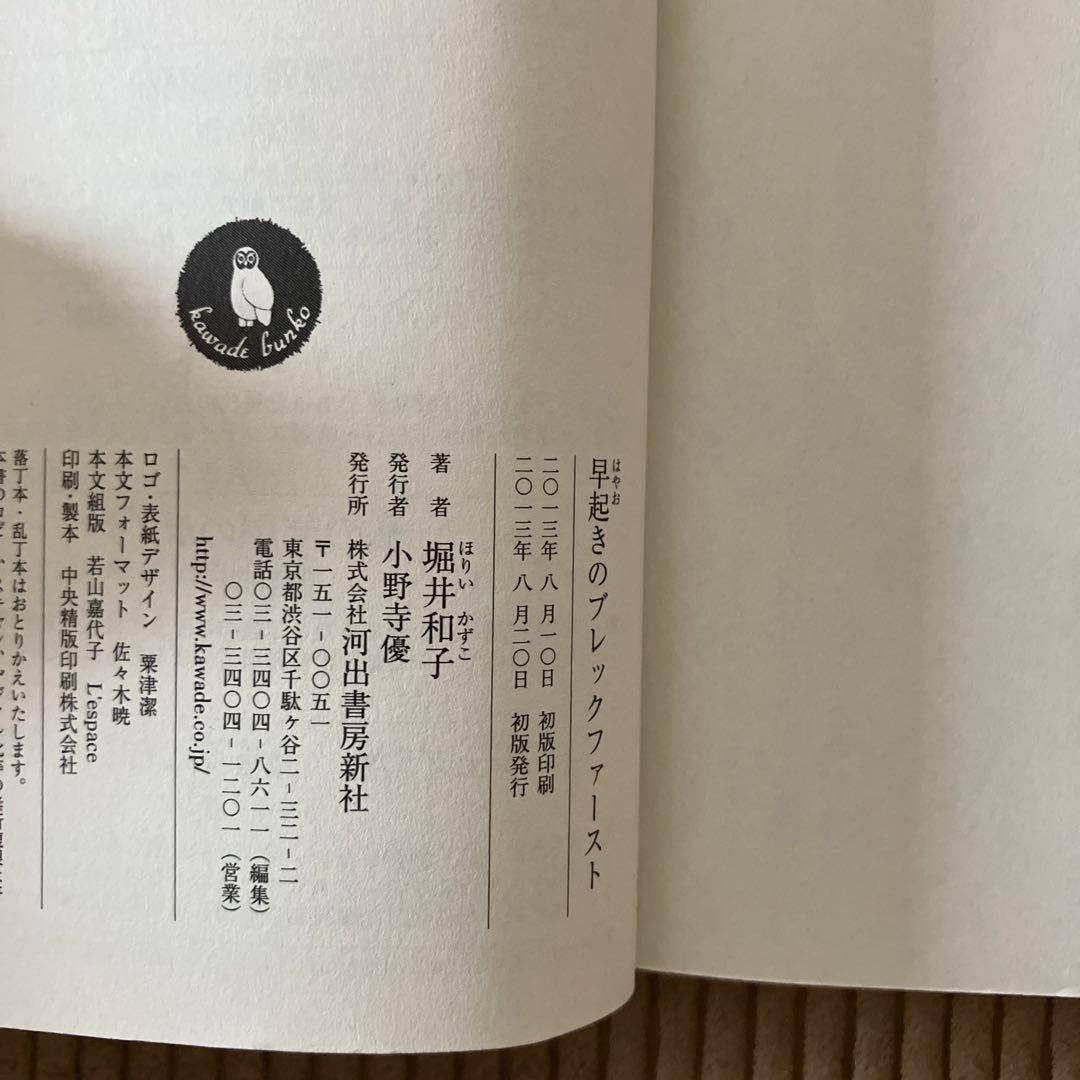 早起きのブレックファースト
はやお
二〇一三年 八 月一〇日 初版印刷
二〇一三年 八 月二〇日 初版発行
著 者 堀井和子
ほりい かずこ
発行者 小野寺優
発行所 株式会社河出書房新社
〒一五一-〇〇五一
東京都渋谷区千駄ヶ谷二-三二-二
電話〇三-三四〇四-八六一一(編集)
〇三-三四〇四-一二〇一(営業)
http://www.kawade.co.jp/
ロゴ・表紙デザイン 粟津潔
本文フォーマット 佐々木暁
本文組版 若山嘉代子 L'espace
印刷・製本 中央精版印刷株式会社
落丁本・乱丁本はおとりかえいたします。
kawade bunko